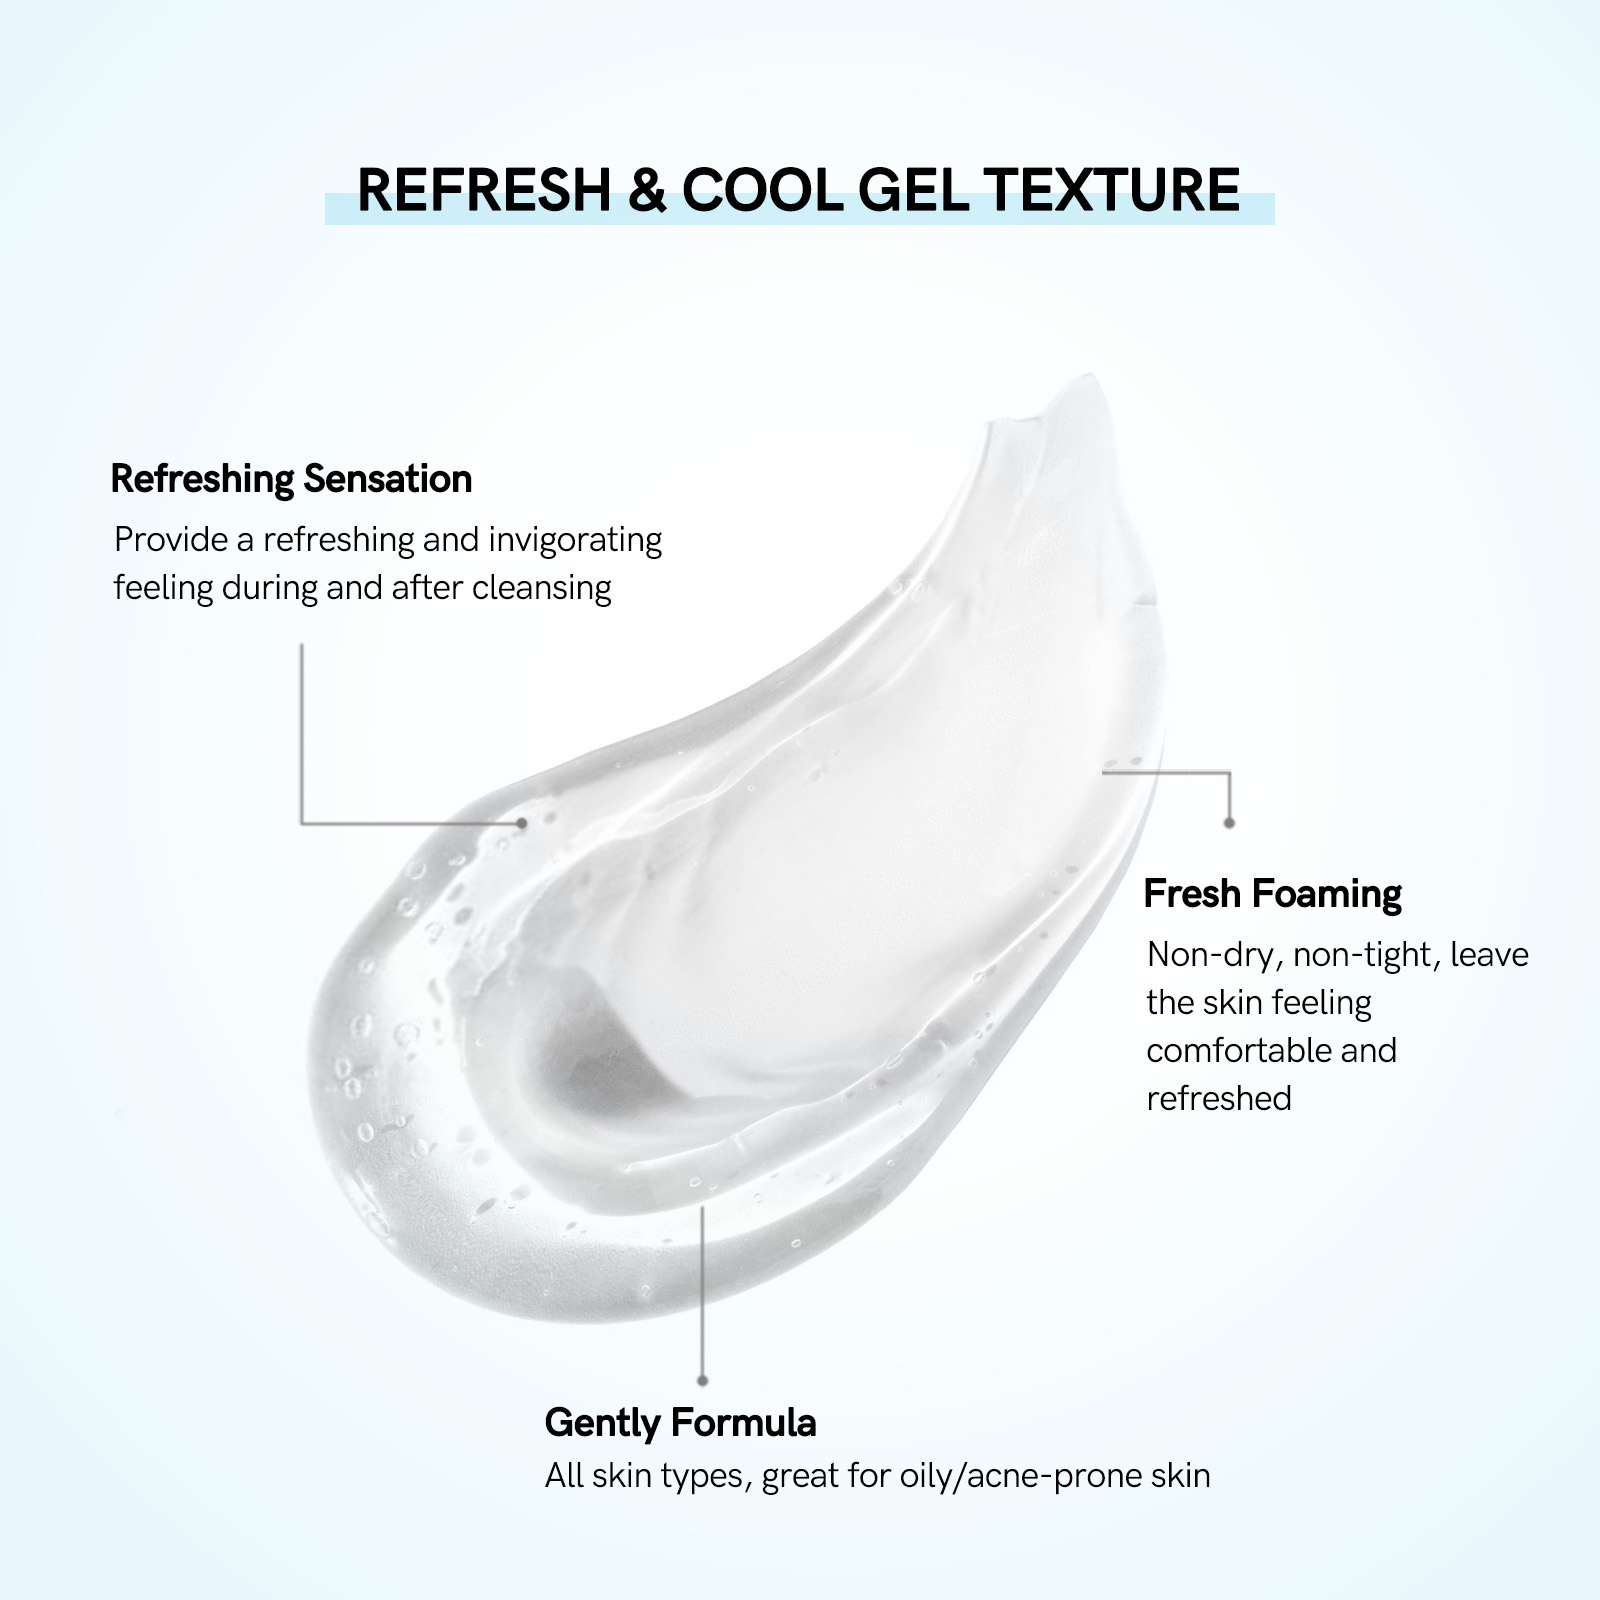 REFRESH & COOL GEL TEXTURE
Refreshing Sensation
Provide a refreshing and invigorating
feeling during and after cleansing
Fresh Foaming
Non-dry, non-tight, leave
the skin feeling
comfortable and
refreshed
Gently Formula
All skin types, great for oily/acne-prone skin